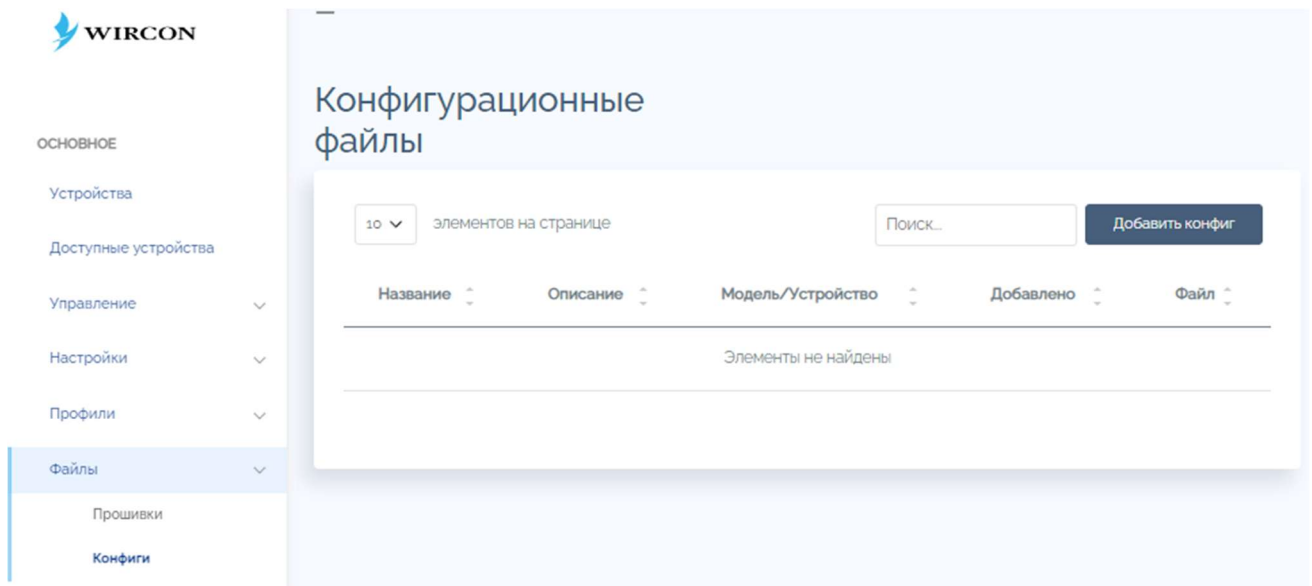 WIRCON
ОСНОВНОЕ
Устройства
Доступные устройства
Управление
Настройки
Профили
Файлы
Прошивки
Конфиги
Конфигурационные
файлы
10 элементов на странице
Поиск...
Добавить конфиг
Название Описание Модель/Устройство Добавлено Файл
Элементы не найдены